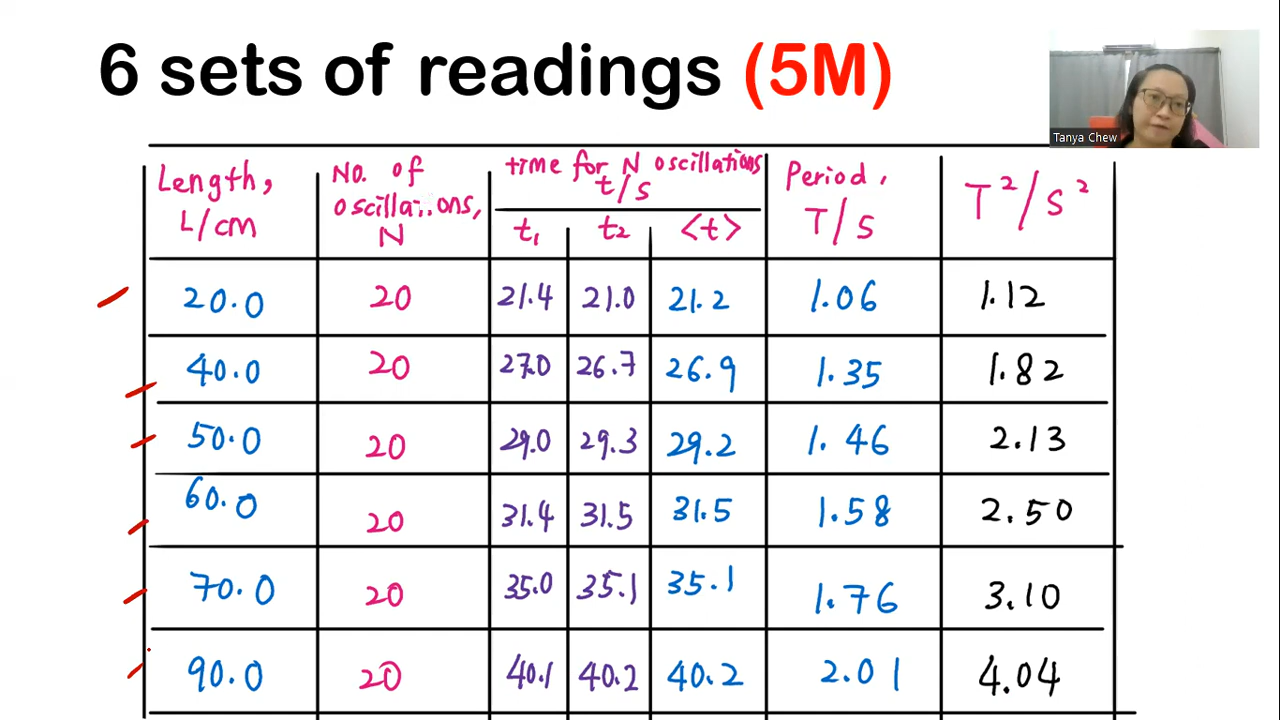 6 sets of readings (5M)
Tanya Chew
Length, L/cm
No. of oscillations, N
time for N oscillations t/s
t1 t2 <t>
Period, T/s
T²/s²
20.0 20 21.4 21.0 21.2 1.06 1.12
40.0 20 27.0 26.7 26.9 1.35 1.82
50.0 20 29.0 29.3 29.2 1.46 2.13
60.0 20 31.4 31.5 31.5 1.58 2.50
70.0 20 35.0 35.1 35.1 1.76 3.10
90.0 20 40.1 40.2 40.2 2.01 4.04